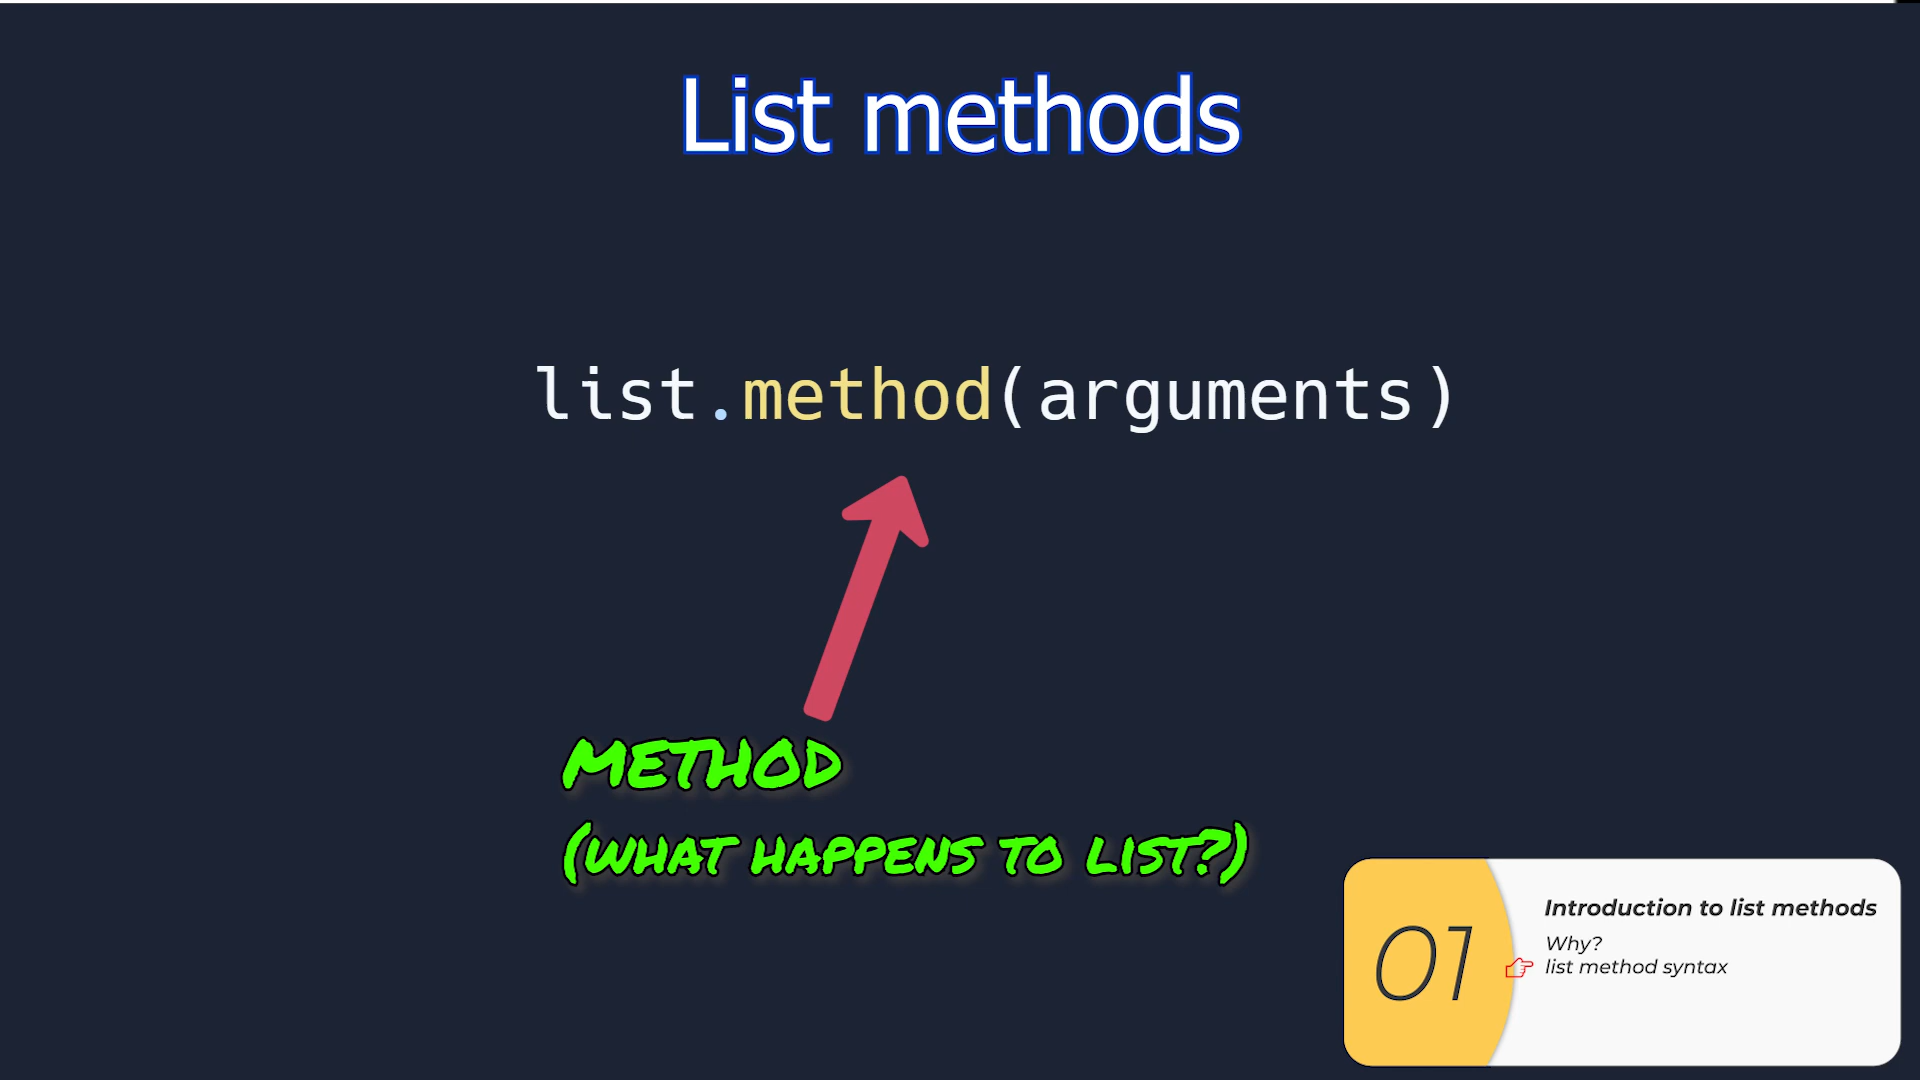 List methods
list.method(arguments)
METHOD
(WHAT HAPPENS TO LIST?)
01
Introduction to list methods
Why?
list method syntax